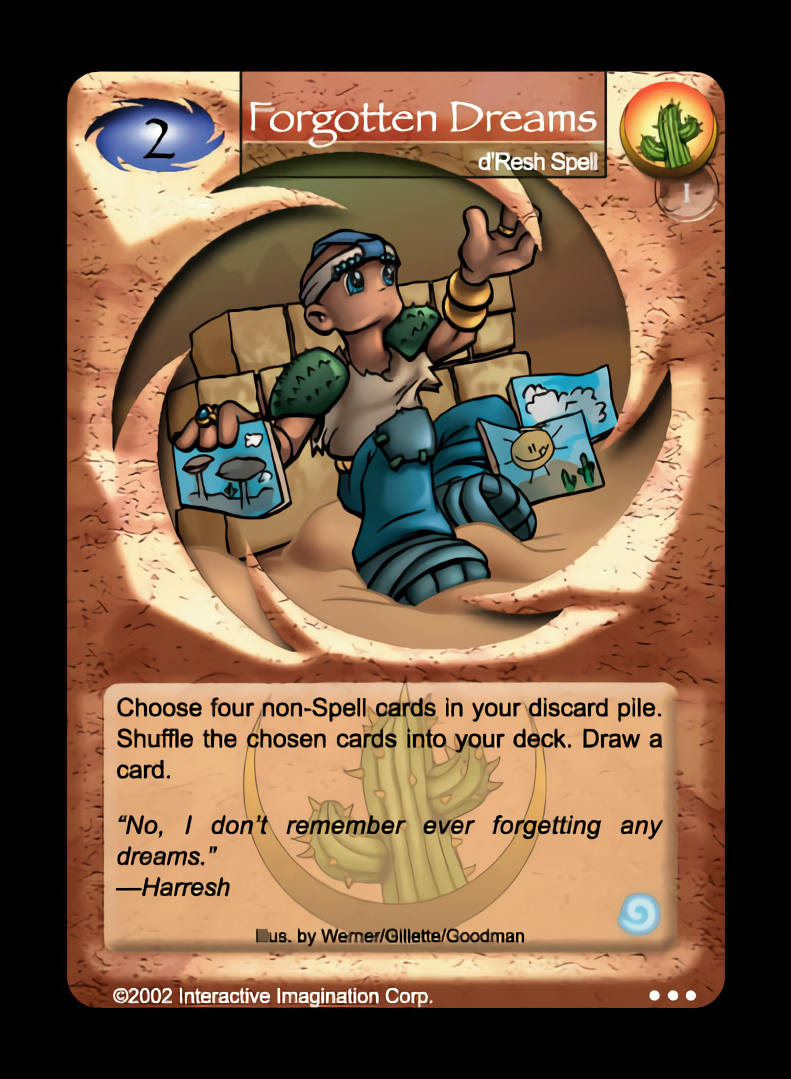 2
Forgotten Dreams
d'Resh Spell
1
Choose four non-Spell cards in your discard pile.
Shuffle the chosen cards into your deck. Draw a
card.
“No, I don't remember ever forgetting any
dreams.”
—Harresh
Illus. by Werner/Gillette/Goodman
©2002 Interactive Imagination Corp.